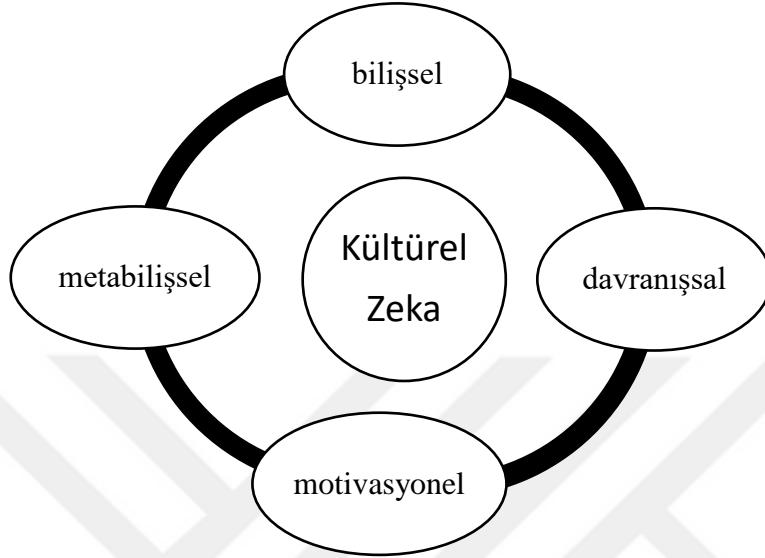 bilişsel
metabilişsel
Kültürel
Zeka
davranışsal
motivasyonel